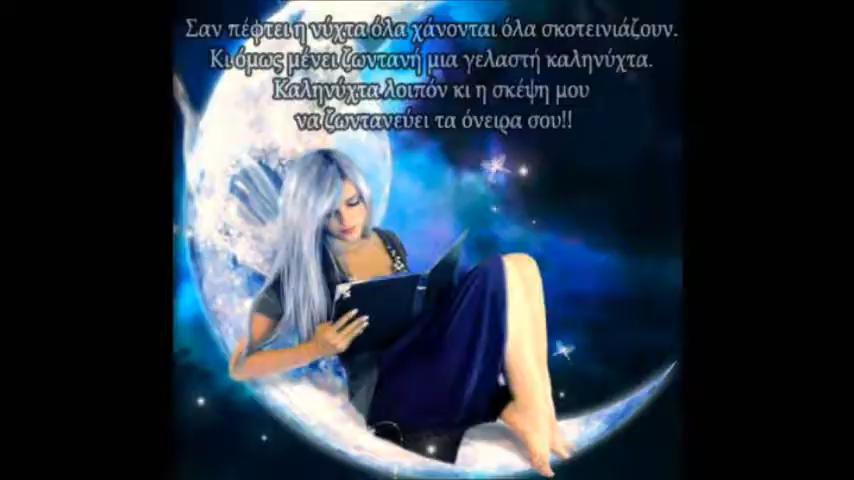 Σαν πέφτει η νύχτα όλα χάνονται όλα σκοτεινιάζουν.
Κι όμως μένει ζωντανή μια γελαστή καληνύχτα.
Καληνύχτα λοιπόν κι η σκέψη μου
να ζωντανεύει τα όνειρα σου!!